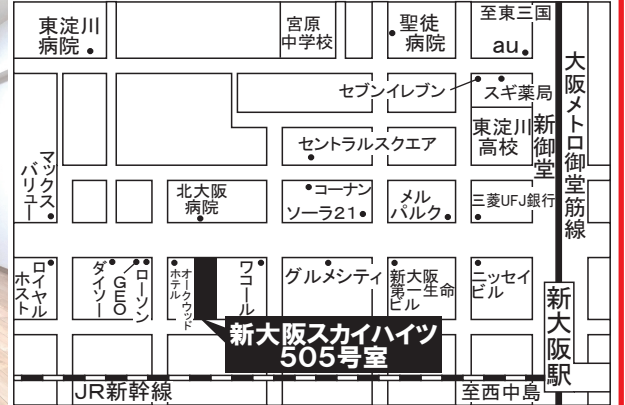 東淀川
病院
宮原
中学校
聖徒
病院
至東三国
au
セブンイレブン
スギ薬局
大阪メトロ御堂筋線
新御堂
東淀川
高校
セントラルスクエア
マックス
バリュー
北大阪
病院
コーナン
ソーラ21
メル
パルク
三菱UFJ銀行
ロイヤル
ホスト
ダイソー
GEO
ローソン
オークウッド
ホテル
ワコール
グルメシティ
新大阪
第一生命
ビル
ニッセイ
ビル
新大阪駅
新大阪スカイハイツ
505号室
JR新幹線
至西中島